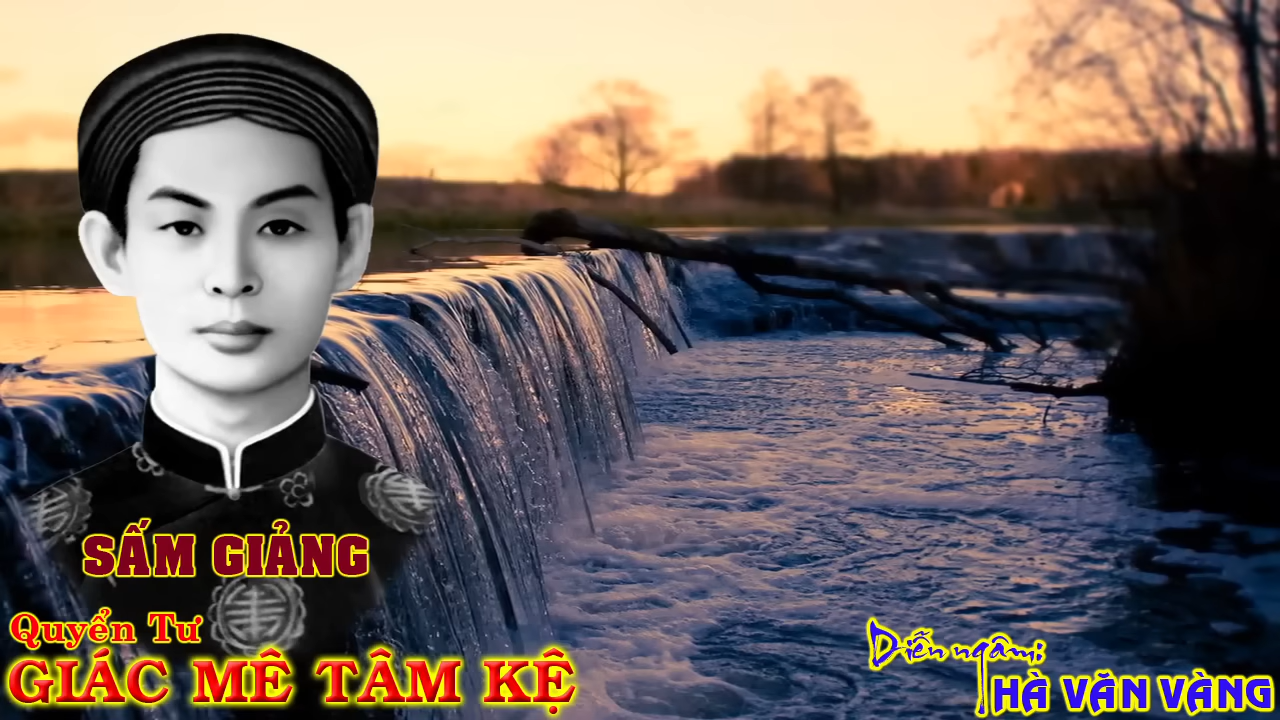 SẤM GIẢNG
Quyển Tư
GIÁC MÊ TÂM KỆ
Diễn ngâm:
HÀ VĂN VÀNG